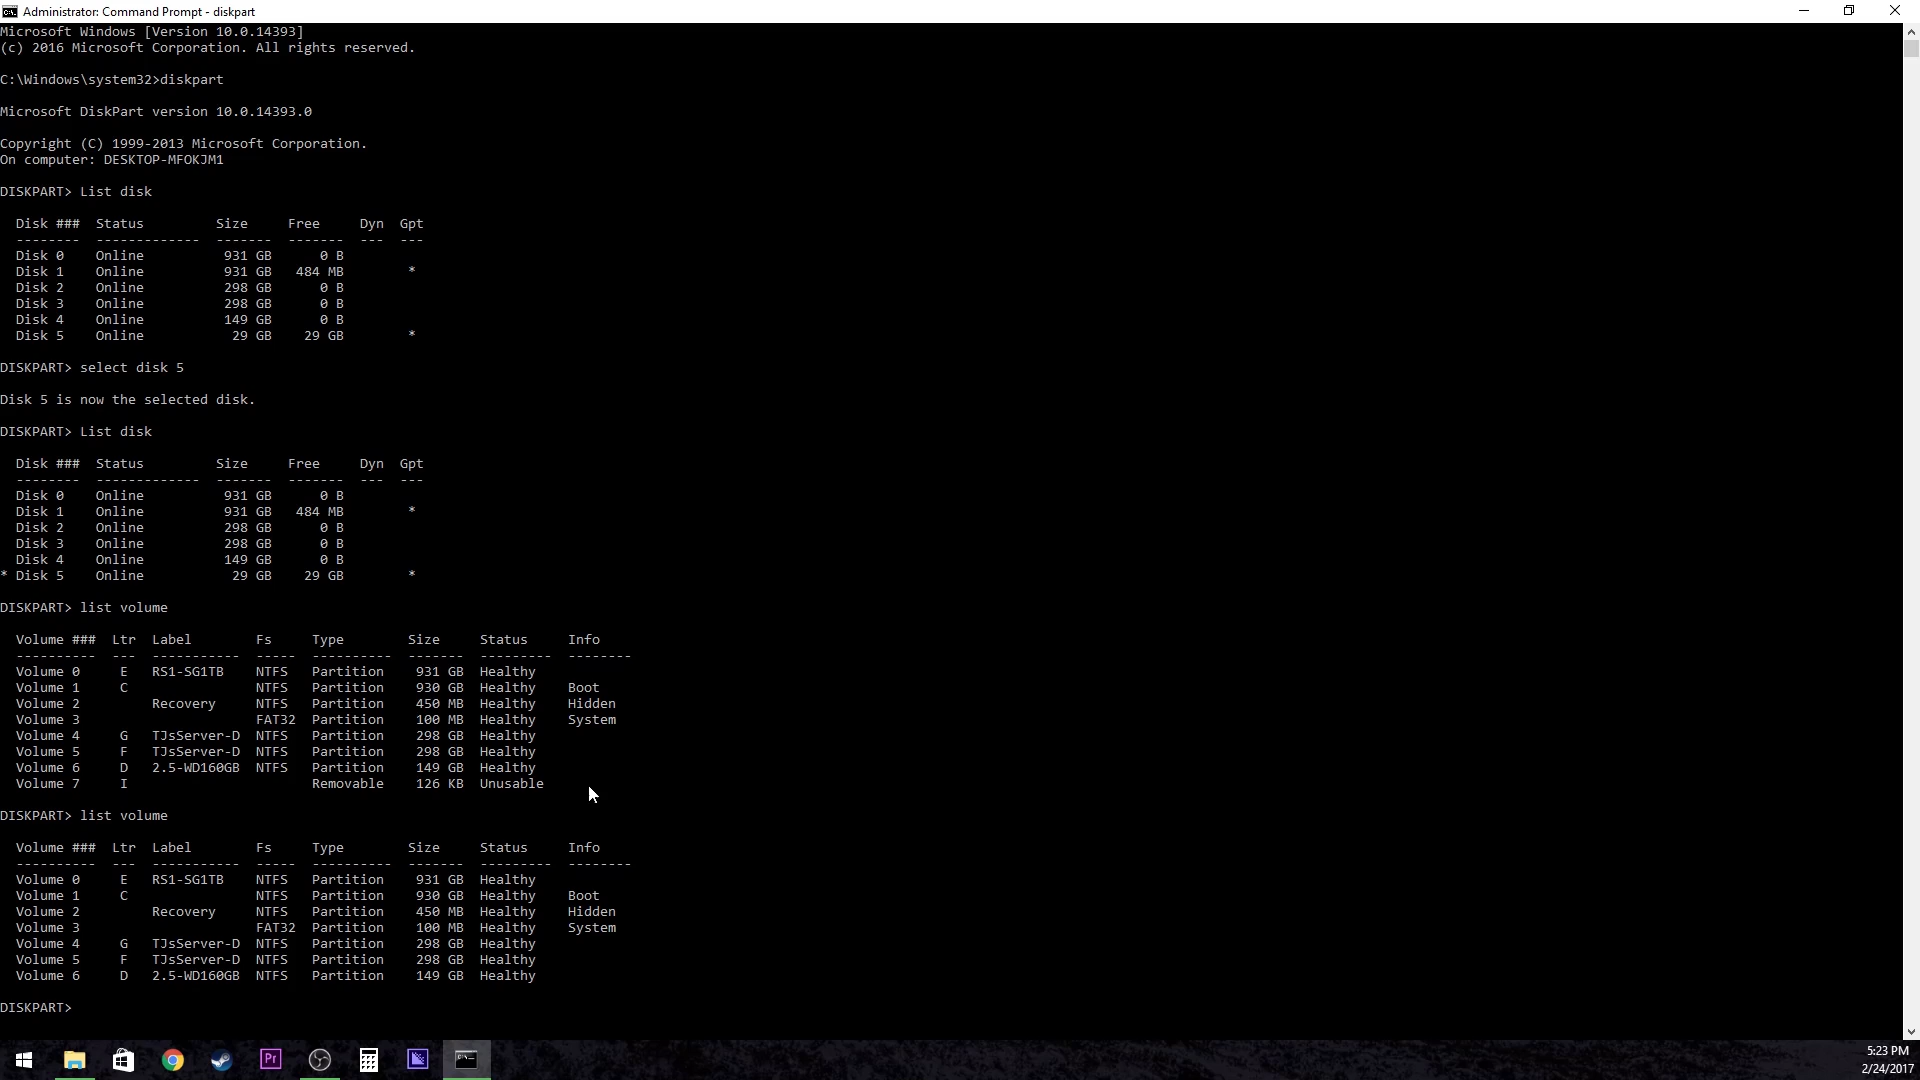 Administrator: Command Prompt - diskpart
Microsoft Windows [Version 10.0.14393]
(c) 2016 Microsoft Corporation. All rights reserved.
C:\Windows\system32>diskpart
Microsoft DiskPart version 10.0.14393.0
Copyright (C) 1999-2013 Microsoft Corporation.
On computer: DESKTOP-MFOKJM1
DISKPART> List disk
  Disk ###  Status         Size     Free     Dyn  Gpt
  --------  -------------  -------  -------  ---  ---
  Disk 0    Online          931 GB      0 B
  Disk 1    Online          931 GB   484 MB        *
  Disk 2    Online          298 GB      0 B
  Disk 3    Online          298 GB      0 B
  Disk 4    Online          149 GB      0 B
  Disk 5    Online           29 GB    29 GB        *
DISKPART> select disk 5
Disk 5 is now the selected disk.
DISKPART> List disk
  Disk ###  Status         Size     Free     Dyn  Gpt
  --------  -------------  -------  -------  ---  ---
  Disk 0    Online          931 GB      0 B
  Disk 1    Online          931 GB   484 MB        *
  Disk 2    Online          298 GB      0 B
  Disk 3    Online          298 GB      0 B
  Disk 4    Online          149 GB      0 B
* Disk 5    Online           29 GB    29 GB        *
DISKPART> list volume
  Volume ###  Ltr  Label        Fs     Type        Size     Status     Info
  ----------  ---  -----------  -----  ----------  -------  ---------  --------
  Volume 0     E   RS1-SG1TB    NTFS   Partition    931 GB  Healthy
  Volume 1     C                NTFS   Partition    930 GB  Healthy    Boot
  Volume 2         Recovery     NTFS   Partition    450 MB  Healthy    Hidden
  Volume 3                      FAT32  Partition    100 MB  Healthy    System
  Volume 4     G   TJsServer-D  NTFS   Partition    298 GB  Healthy
  Volume 5     F   TJsServer-D  NTFS   Partition    298 GB  Healthy
  Volume 6     D   2.5-WD160GB  NTFS   Partition    149 GB  Healthy
  Volume 7     I                       Removable    126 KB  Unusable
DISKPART> list volume
  Volume ###  Ltr  Label        Fs     Type        Size     Status     Info
  ----------  ---  -----------  -----  ----------  -------  ---------  --------
  Volume 0     E   RS1-SG1TB    NTFS   Partition    931 GB  Healthy
  Volume 1     C                NTFS   Partition    930 GB  Healthy    Boot
  Volume 2         Recovery     NTFS   Partition    450 MB  Healthy    Hidden
  Volume 3                      FAT32  Partition    100 MB  Healthy    System
  Volume 4     G   TJsServer-D  NTFS   Partition    298 GB  Healthy
  Volume 5     F   TJsServer-D  NTFS   Partition    298 GB  Healthy
  Volume 6     D   2.5-WD160GB  NTFS   Partition    149 GB  Healthy
DISKPART>
Pr
5:23 PM
2/24/2017